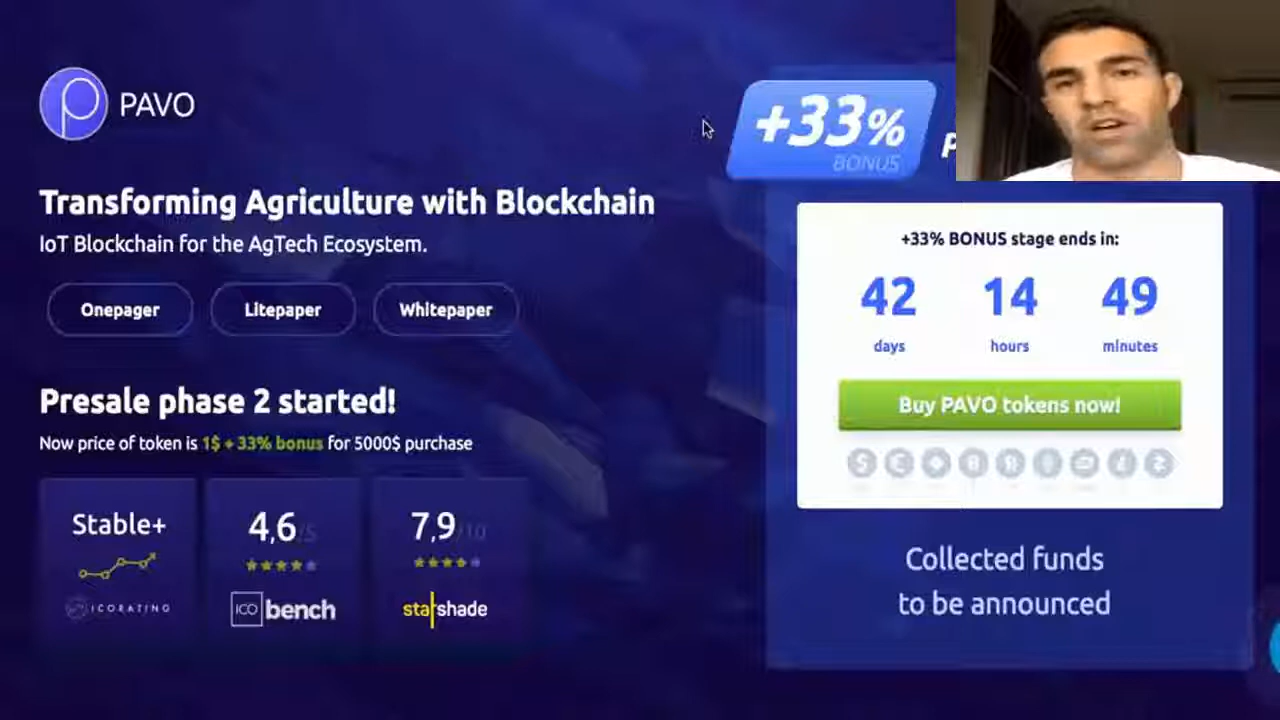 PAVO
+33%
BONUS
Transforming Agriculture with Blockchain
IoT Blockchain for the AgTech Ecosystem.
Onepager
Litepaper
Whitepaper
Presale phase 2 started!
Now price of token is 1$ + 33% bonus for 5000$ purchase
Stable+
ICORATING
4,6/5
ICO bench
7,9/10
starshade
+33% BONUS stage ends in:
42 14 49
days hours minutes
Buy PAVO tokens now!
Collected funds
to be announced